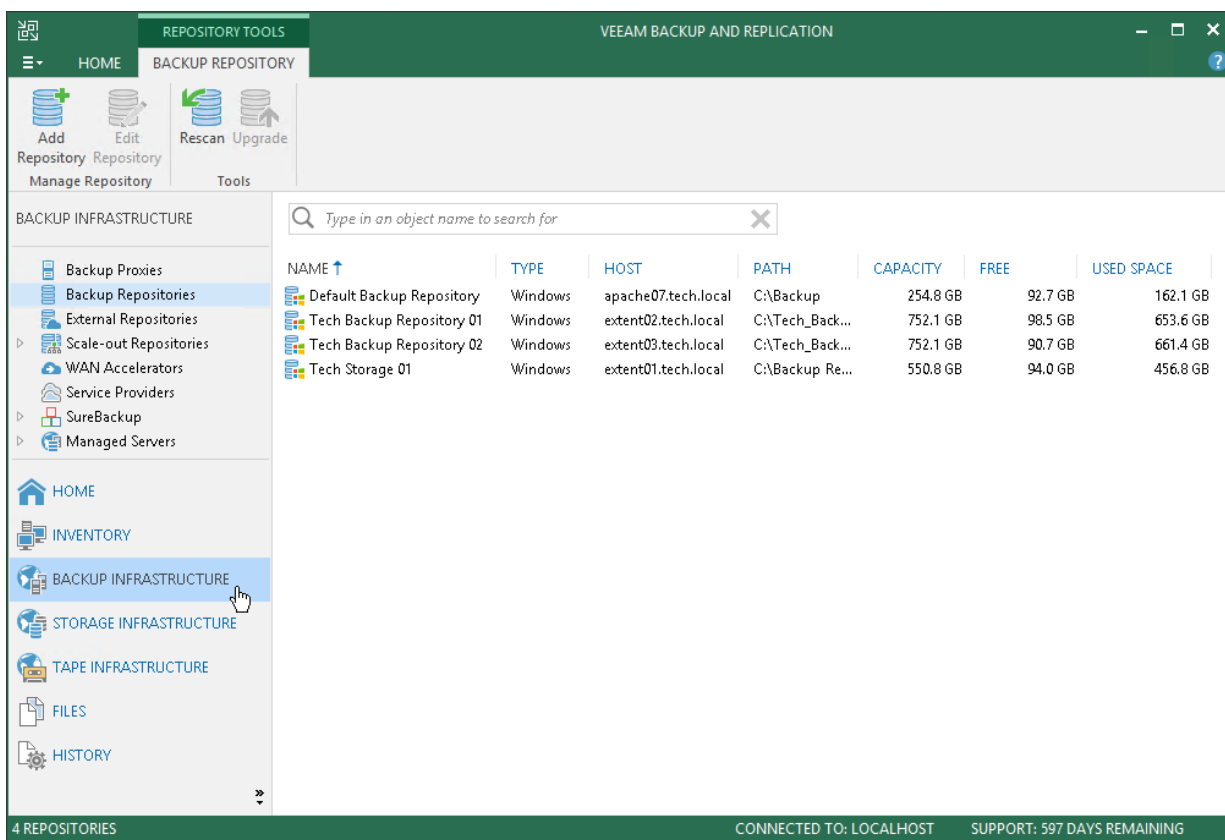 REPOSITORY TOOLS VEEAM BACKUP AND REPLICATION
HOME BACKUP REPOSITORY
?
Add Repository Edit Repository Rescan Upgrade
Manage Repository Tools
BACKUP INFRASTRUCTURE
Type in an object name to search for
NAME TYPE HOST PATH CAPACITY FREE USED SPACE
Default Backup Repository Windows apache07.tech.local C:\Backup 254.8 GB 92.7 GB 162.1 GB
Tech Backup Repository 01 Windows extent02.tech.local C:\Tech_Back... 752.1 GB 98.5 GB 653.6 GB
Tech Backup Repository 02 Windows extent03.tech.local C:\Tech_Back... 752.1 GB 90.7 GB 661.4 GB
Tech Storage 01 Windows extent01.tech.local C:\Backup Re... 550.8 GB 94.0 GB 456.8 GB
Backup Proxies
Backup Repositories
External Repositories
Scale-out Repositories
WAN Accelerators
Service Providers
SureBackup
Managed Servers
HOME
INVENTORY
BACKUP INFRASTRUCTURE
STORAGE INFRASTRUCTURE
TAPE INFRASTRUCTURE
FILES
HISTORY
4 REPOSITORIES CONNECTED TO: LOCALHOST SUPPORT: 597 DAYS REMAINING